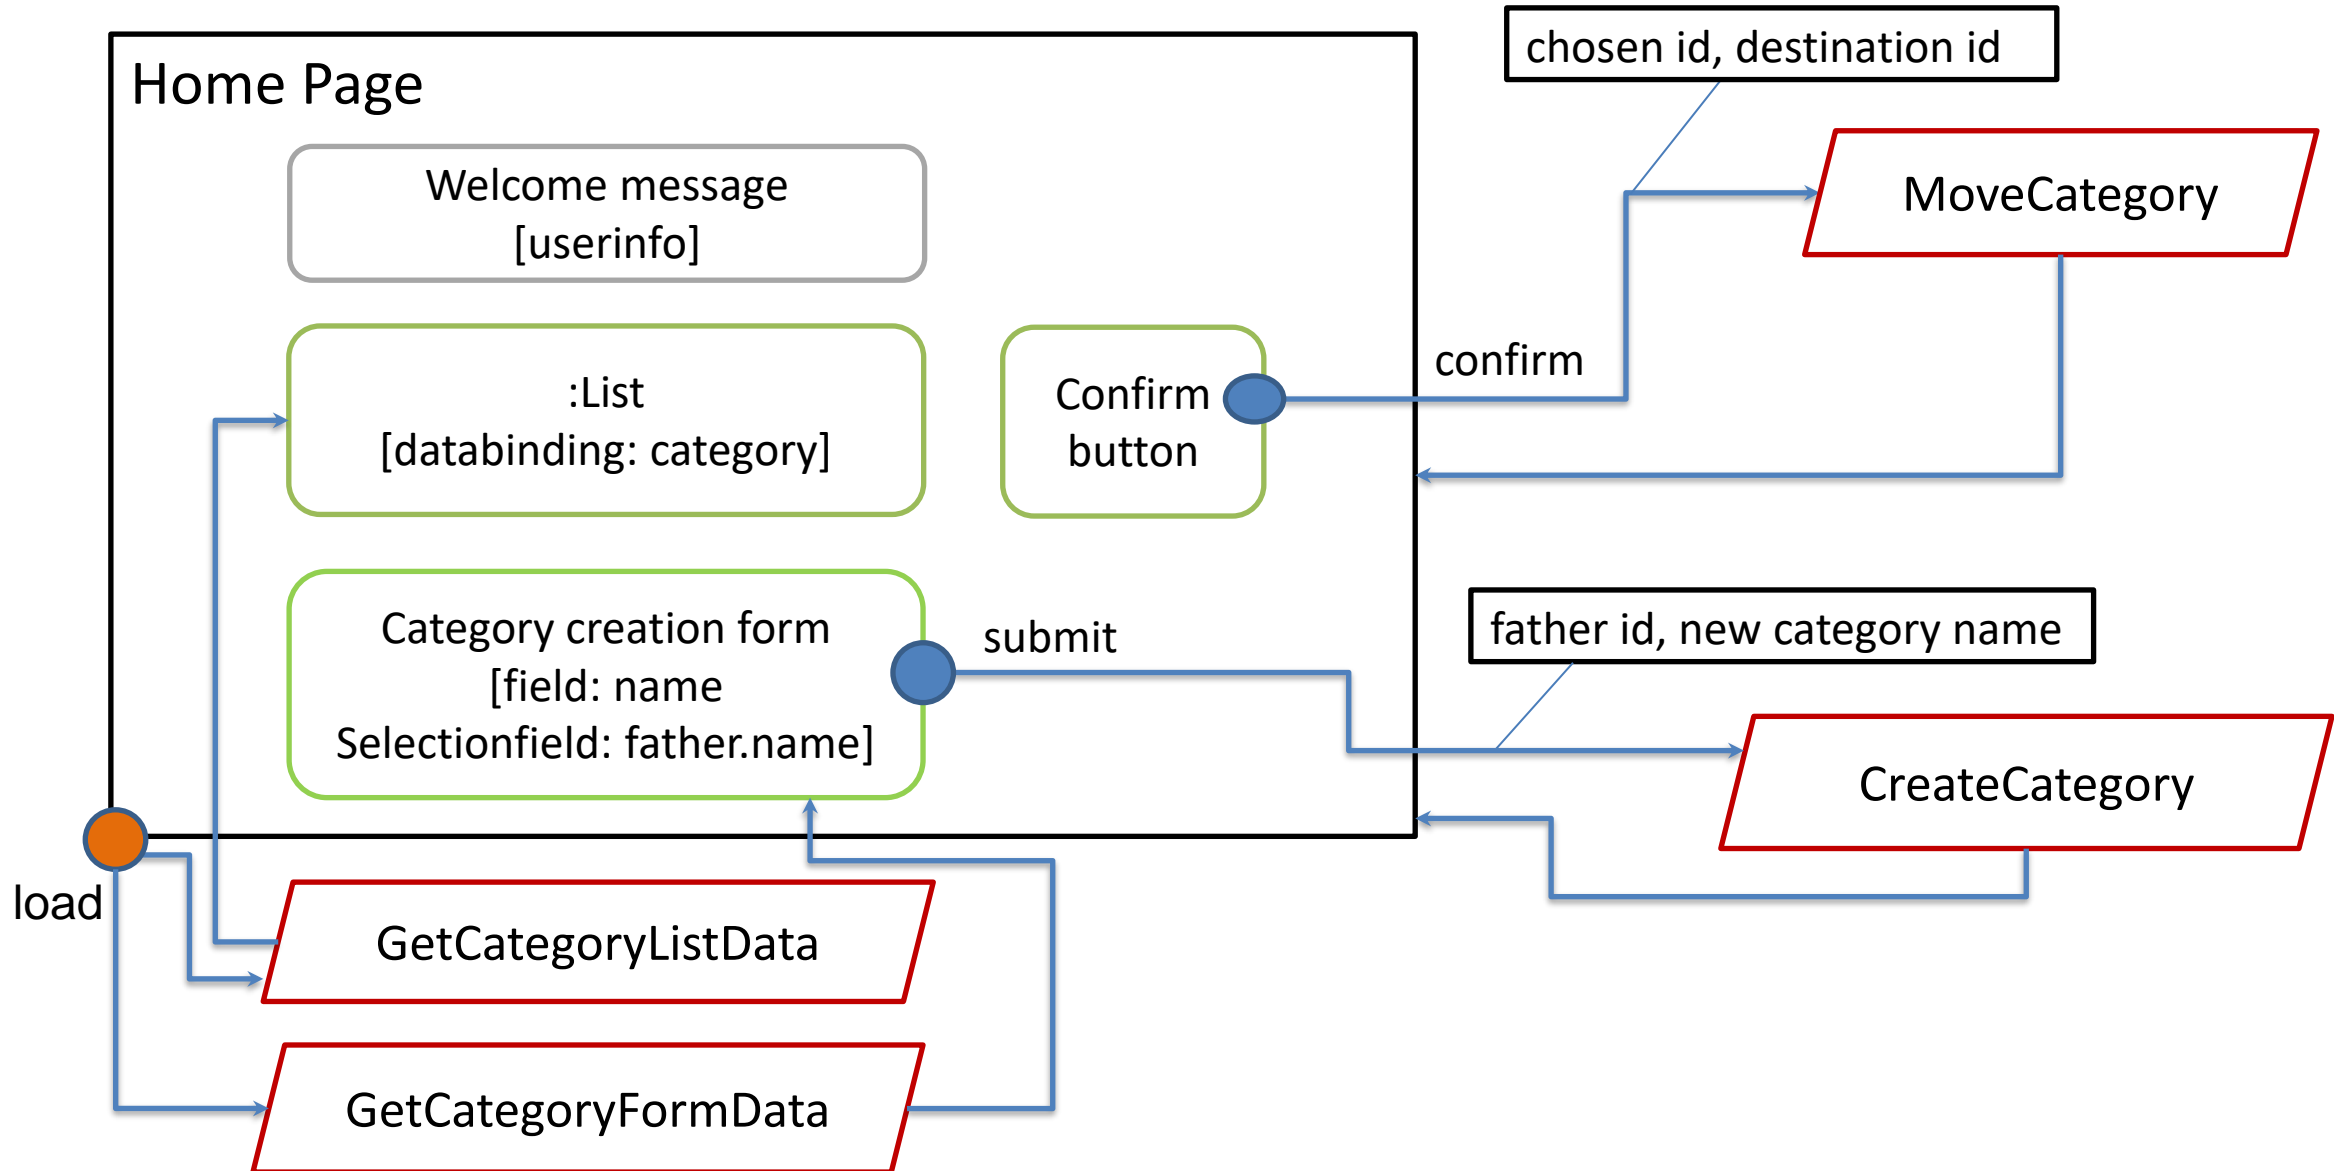 Home Page
chosen id, destination id
Welcome message
[userinfo]
MoveCategory
:List
[databinding: category]
Confirm
button
confirm
Category creation form
[field: name
Selectionfield: father.name]
submit
father id, new category name
CreateCategory
load
GetCategoryListData
GetCategoryFormData